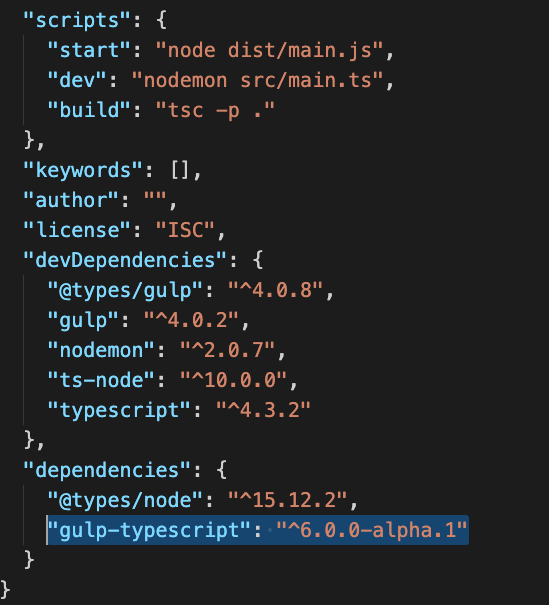 "scripts": {
"start": "node dist/main.js",
"dev": "nodemon src/main.ts",
"build": "tsc -p ."
},
"keywords": [],
"author": "",
"license": "ISC",
"devDependencies": {
"@types/gulp": "^4.0.8",
"gulp": "^4.0.2",
"nodemon": "^2.0.7",
"ts-node": "^10.0.0",
"typescript": "^4.3.2"
},
"dependencies": {
"@types/node": "^15.12.2",
"gulp-typescript": "^6.0.0-alpha.1"
}
}